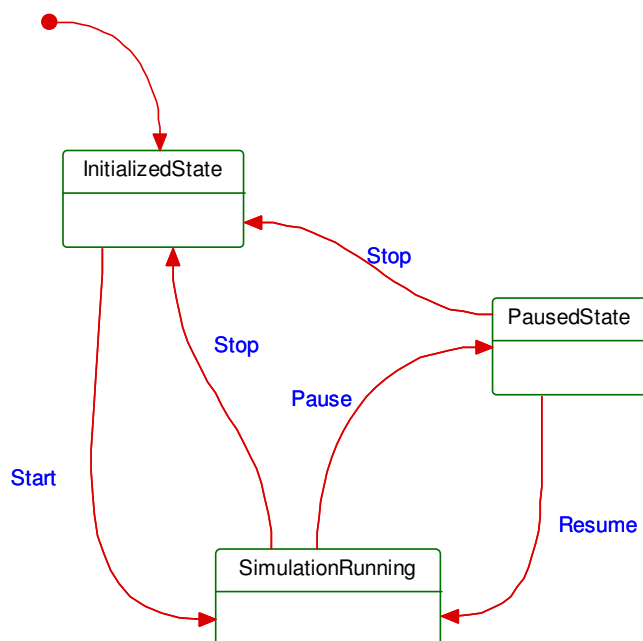 InitializedState
Stop
PausedState
Stop
Pause
Start
Resume
SimulationRunning